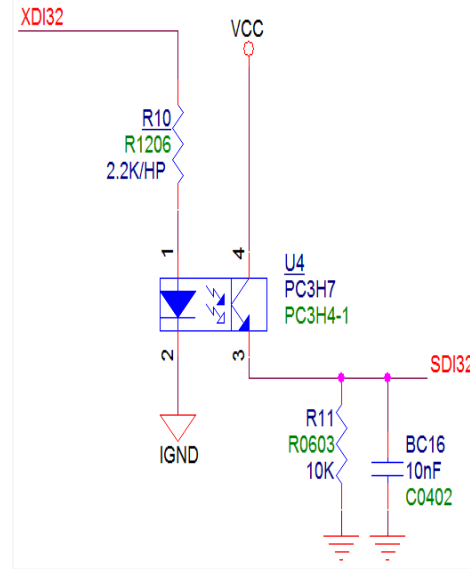 XDI32
VCC
R10
R1206
2.2K/HP
1
4
U4
PC3H7
PC3H4-1
2
3
SDI32
IGND
R11
R0603
10K
BC16
10nF
C0402